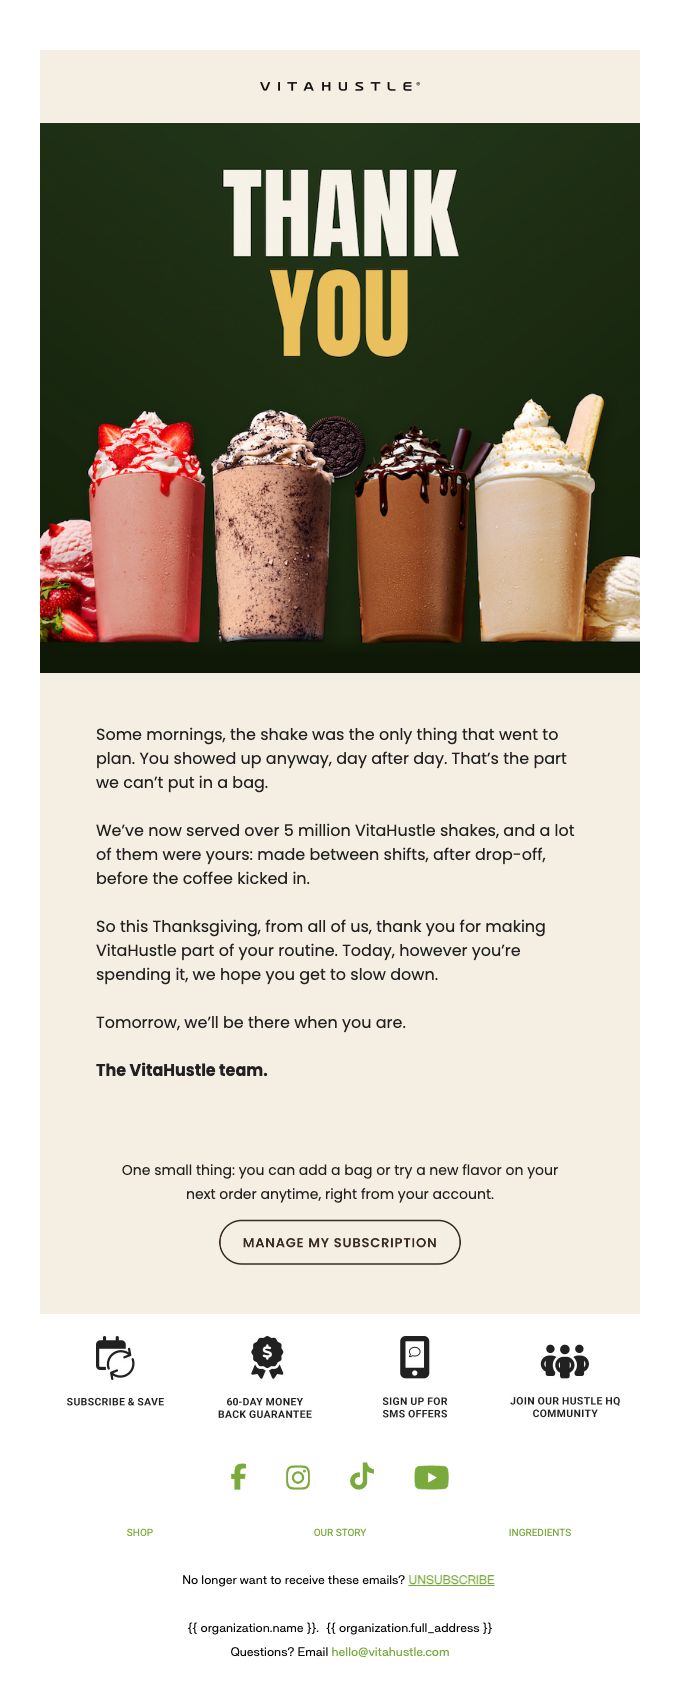 VITAHUSTLE®
THANK
YOU
Some mornings, the shake was the only thing that went to
plan. You showed up anyway, day after day. That’s the part
we can’t put in a bag.
We’ve now served over 5 million VitaHustle shakes, and a lot
of them were yours: made between shifts, after drop-off,
before the coffee kicked in.
So this Thanksgiving, from all of us, thank you for making
VitaHustle part of your routine. Today, however you’re
spending it, we hope you get to slow down.
Tomorrow, we’ll be there when you are.
The VitaHustle team.
One small thing: you can add a bag or try a new flavor on your
next order anytime, right from your account.
MANAGE MY SUBSCRIPTION
SUBSCRIBE & SAVE
60-DAY MONEY
BACK GUARANTEE
SIGN UP FOR
SMS OFFERS
JOIN OUR HUSTLE HQ
COMMUNITY
SHOP
OUR STORY
INGREDIENTS
No longer want to receive these emails? UNSUBSCRIBE
{{ organization.name }}. {{ organization.full_address }}
Questions? Email hello@vitahustle.com